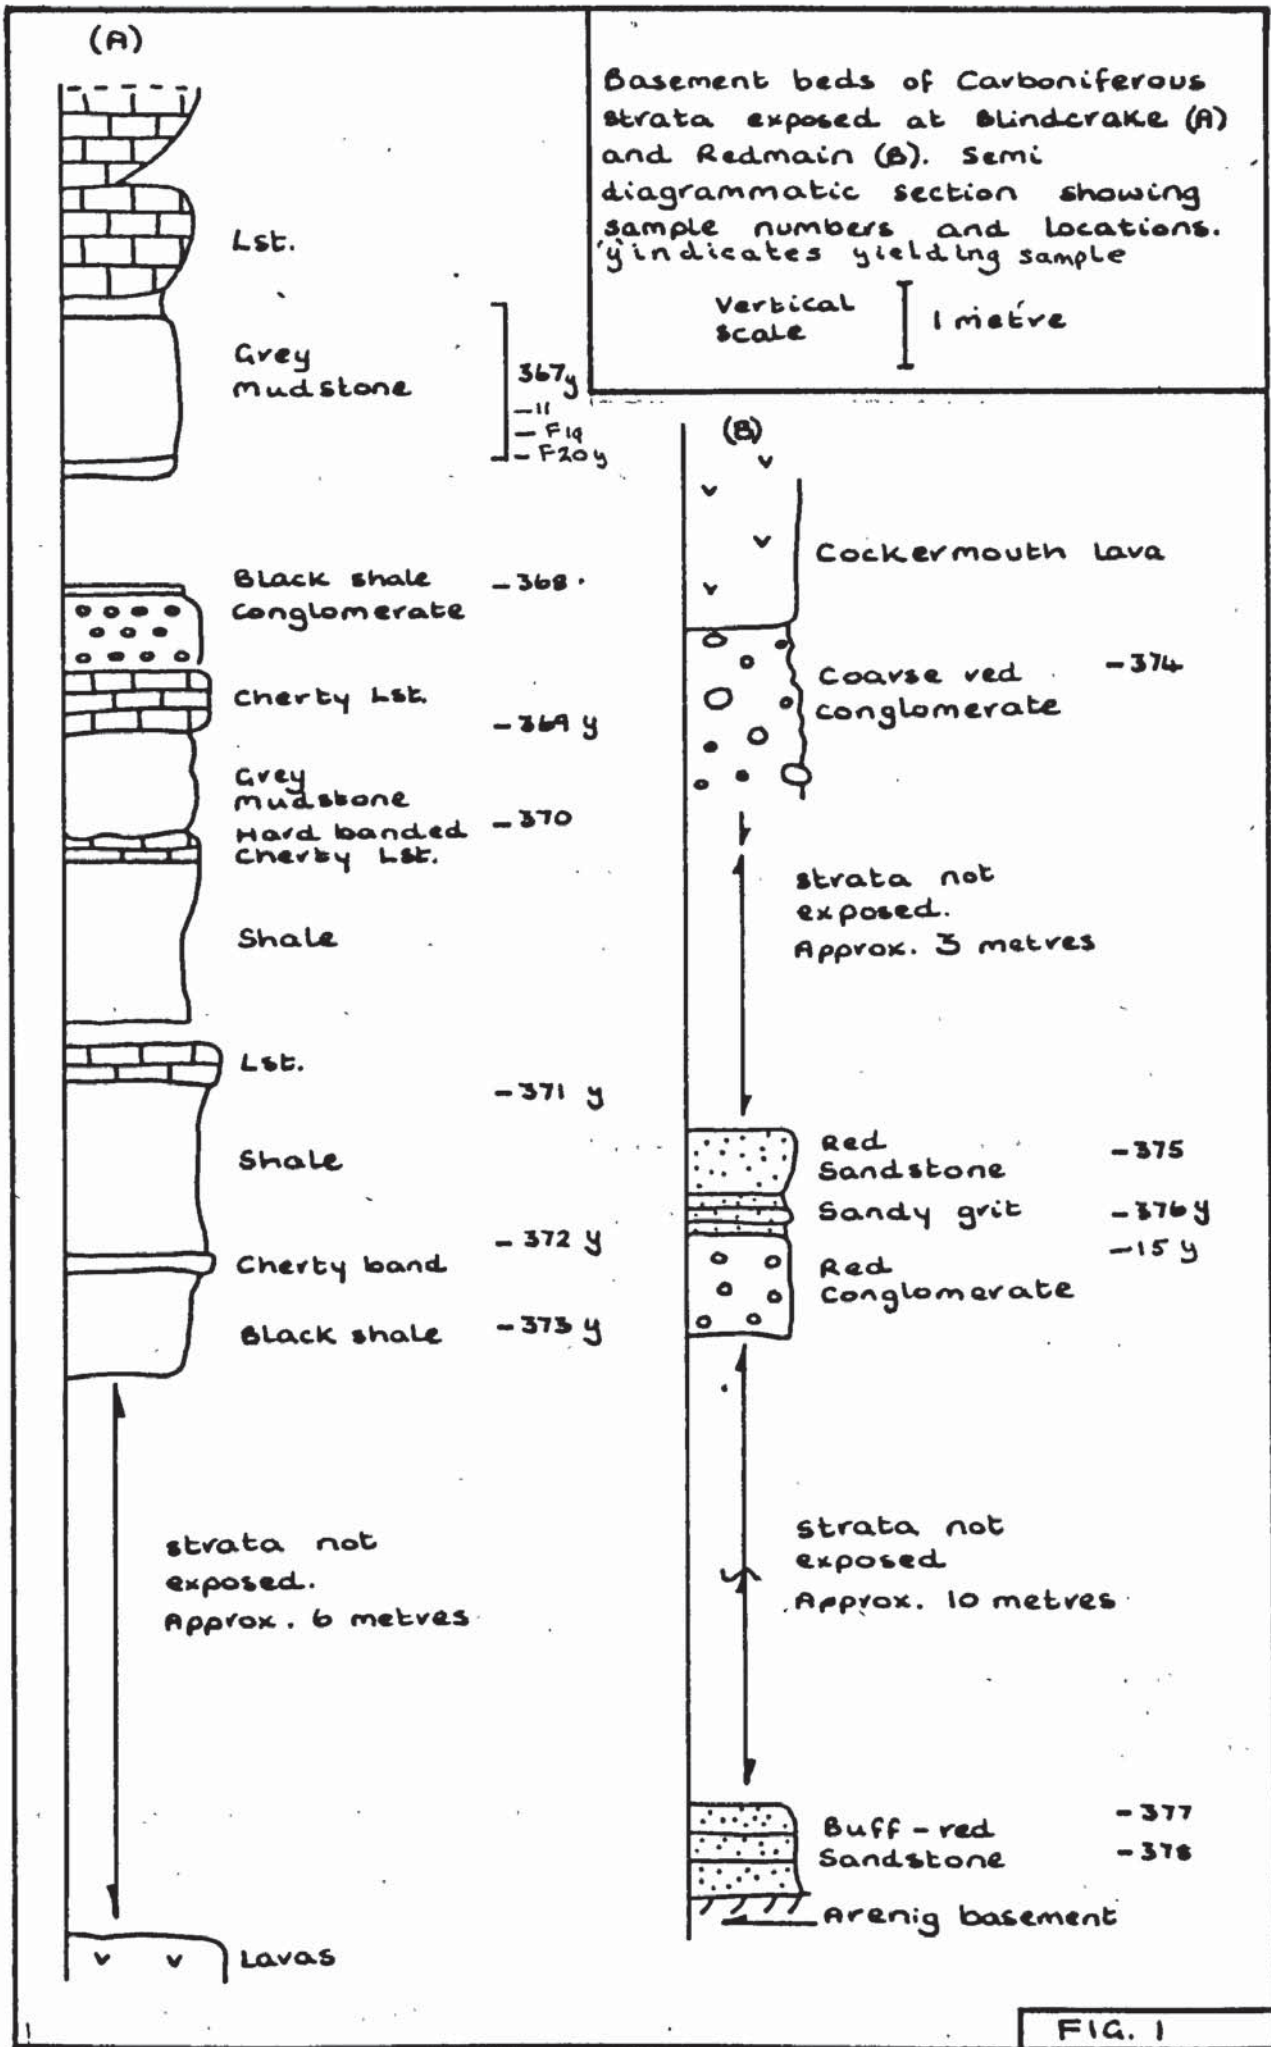 (A)
Lst.
Grey
mudstone
367y
-11
- F19
- F20y
Black shale
-368
Conglomerate
Cherty Lst.
-369 y
Grey
mudstone
Hard banded
-370
Cherty Lst.
Shale
Lst.
-371 y
Shale
-372 y
Cherty band
Black shale
-373 y
strata not
exposed.
Approx. 6 metres
v v
Lavas
Basement beds of Carboniferous
strata exposed at Blindcrake (A)
and Redmain (B). Semi
diagrammatic section showing
sample numbers and locations.
'y' indicates yielding sample
Vertical
scale
1 metre
(B)
v
v
v
v
Cockermouth lava
Coarse red
-374
conglomerate
strata not
exposed.
Approx. 3 metres
Red
Sandstone
-375
Sandy grit
-376y
-15 y
Red
Conglomerate
strata not
exposed
Approx. 10 metres
Buff-red
-377
Sandstone
-378
Arenig basement
FIG. 1